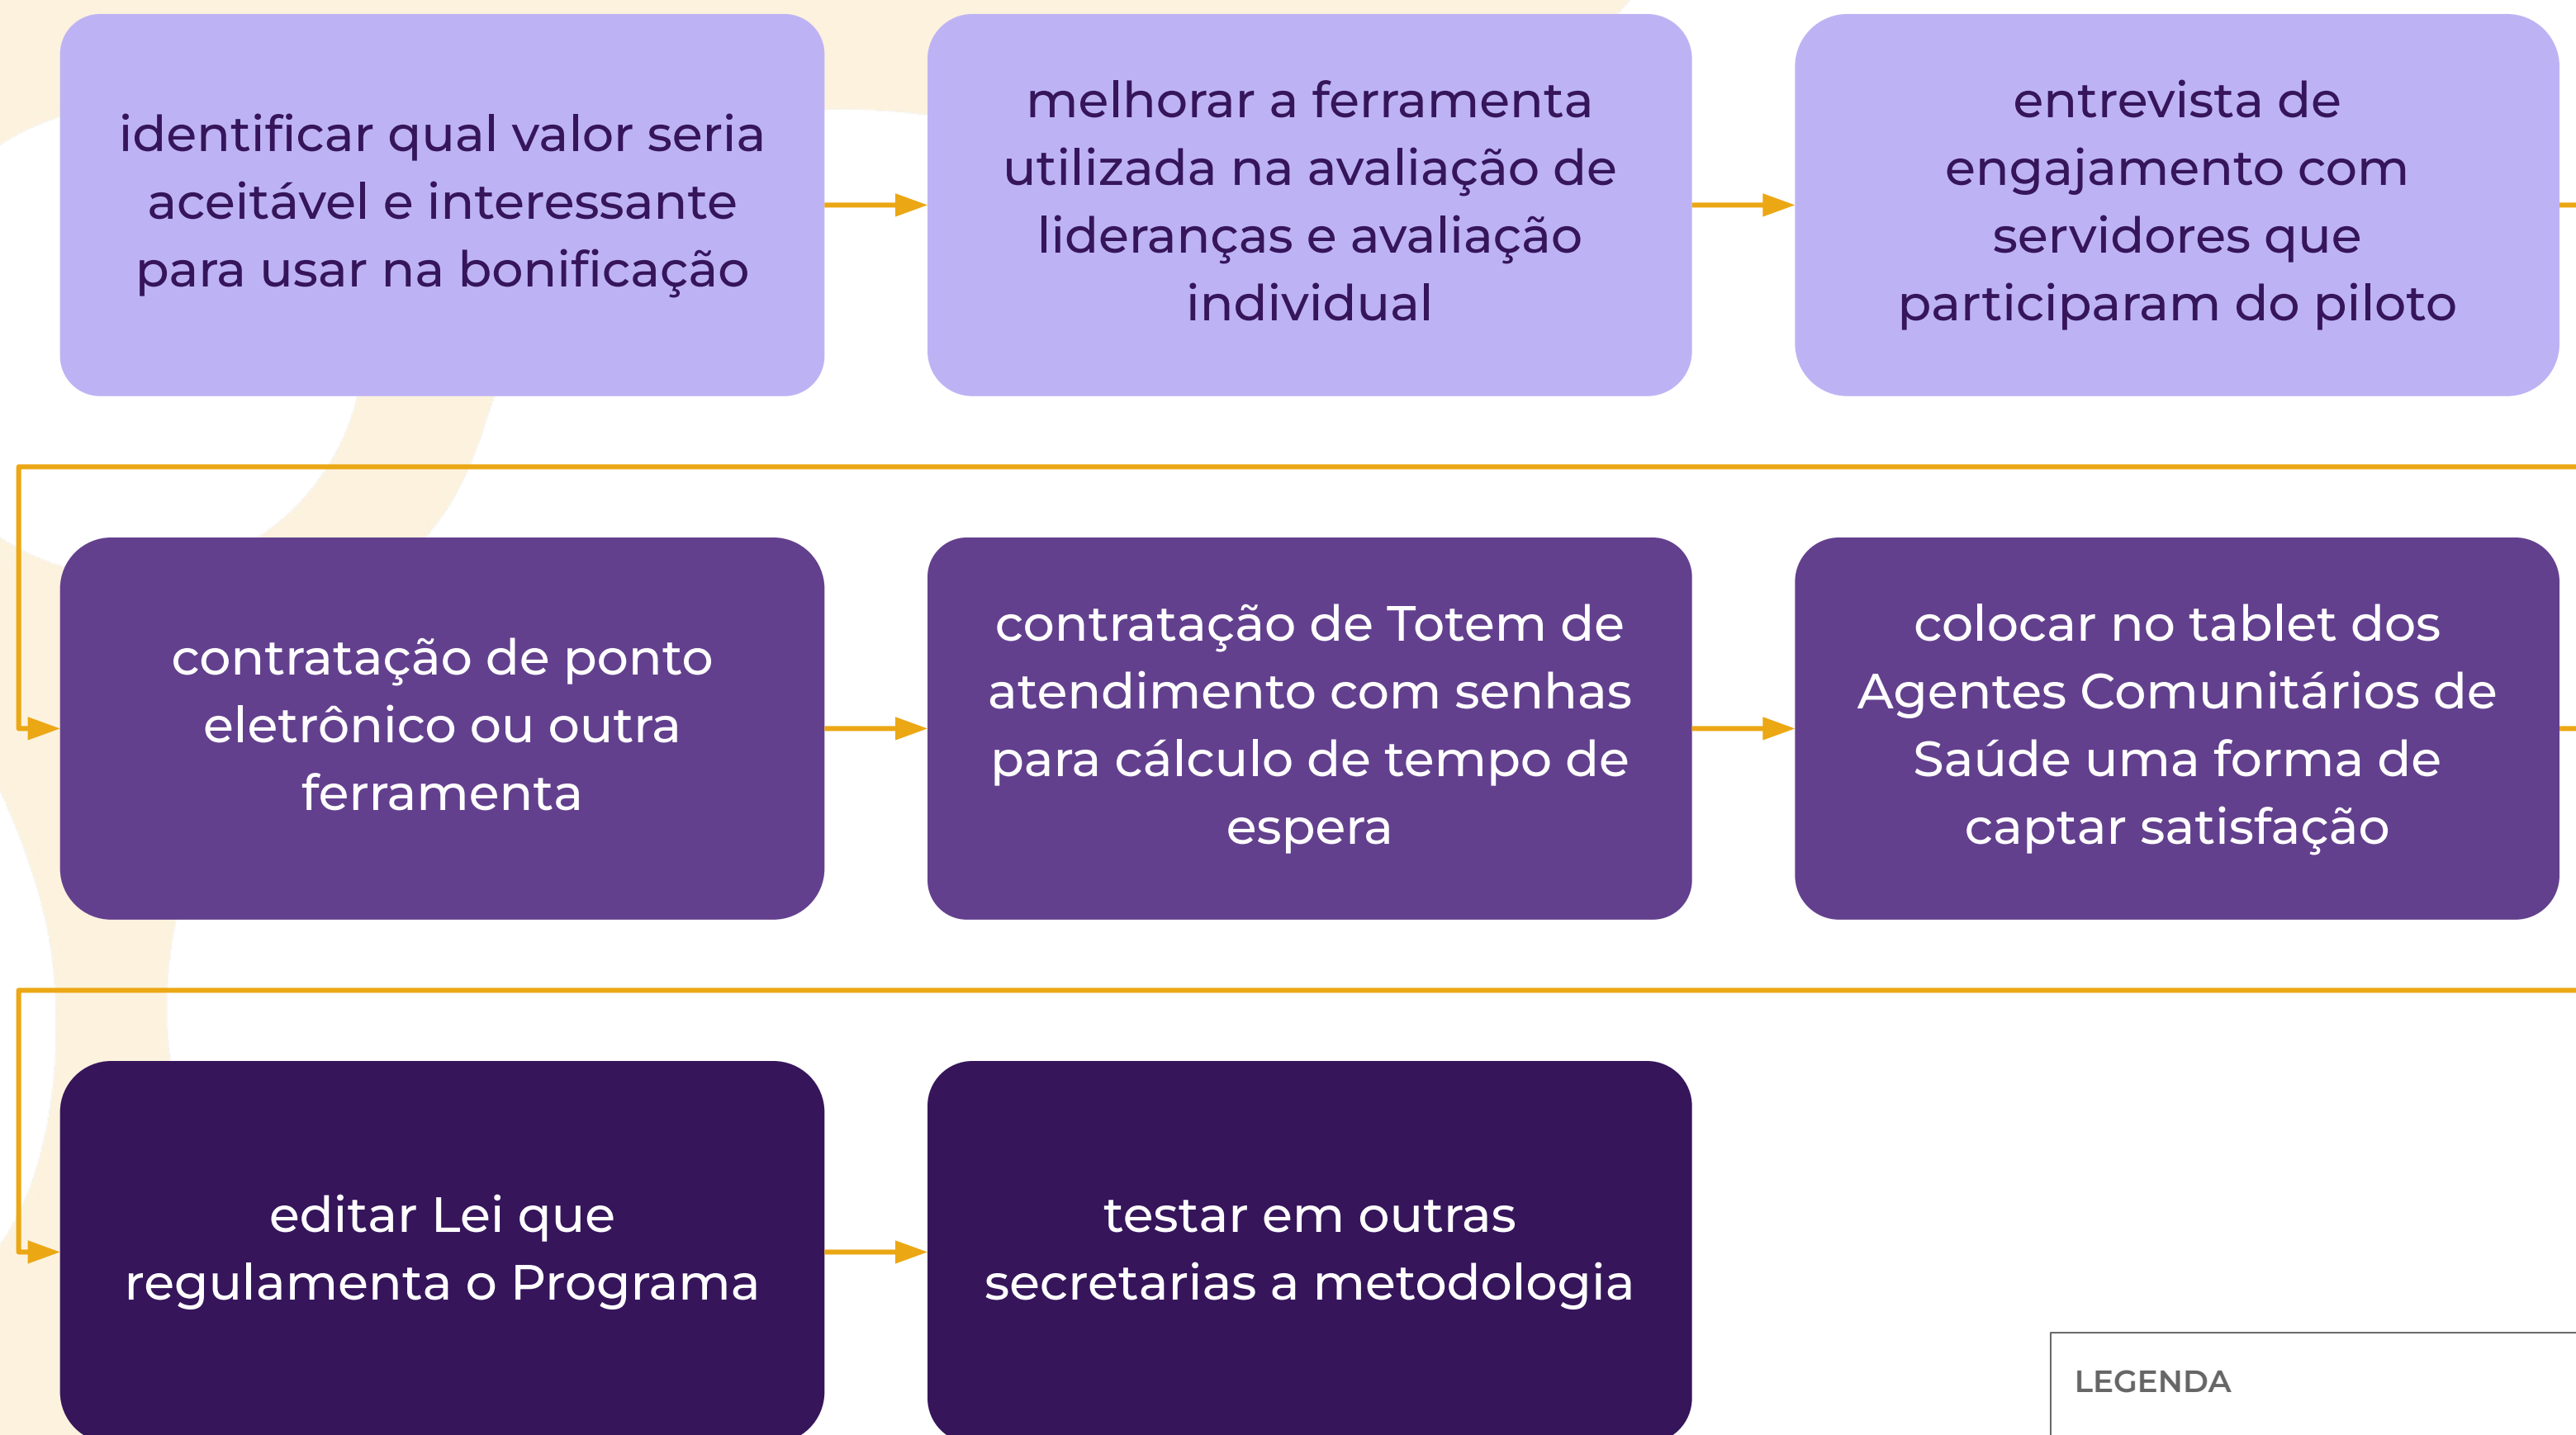 identificar qual valor seria
aceitável e interessante
para usar na bonificação
melhorar a ferramenta
utilizada na avaliação de
lideranças e avaliação
individual
entrevista de
engajamento com
servidores que
participaram do piloto
contratação de ponto
eletrônico ou outra
ferramenta
contratação de Totem de
atendimento com senhas
para cálculo de tempo de
espera
colocar no tablet dos
Agentes Comunitários de
Saúde uma forma de
captar satisfação
editar Lei que
regulamenta o Programa
testar em outras
secretarias a metodologia
LEGENDA